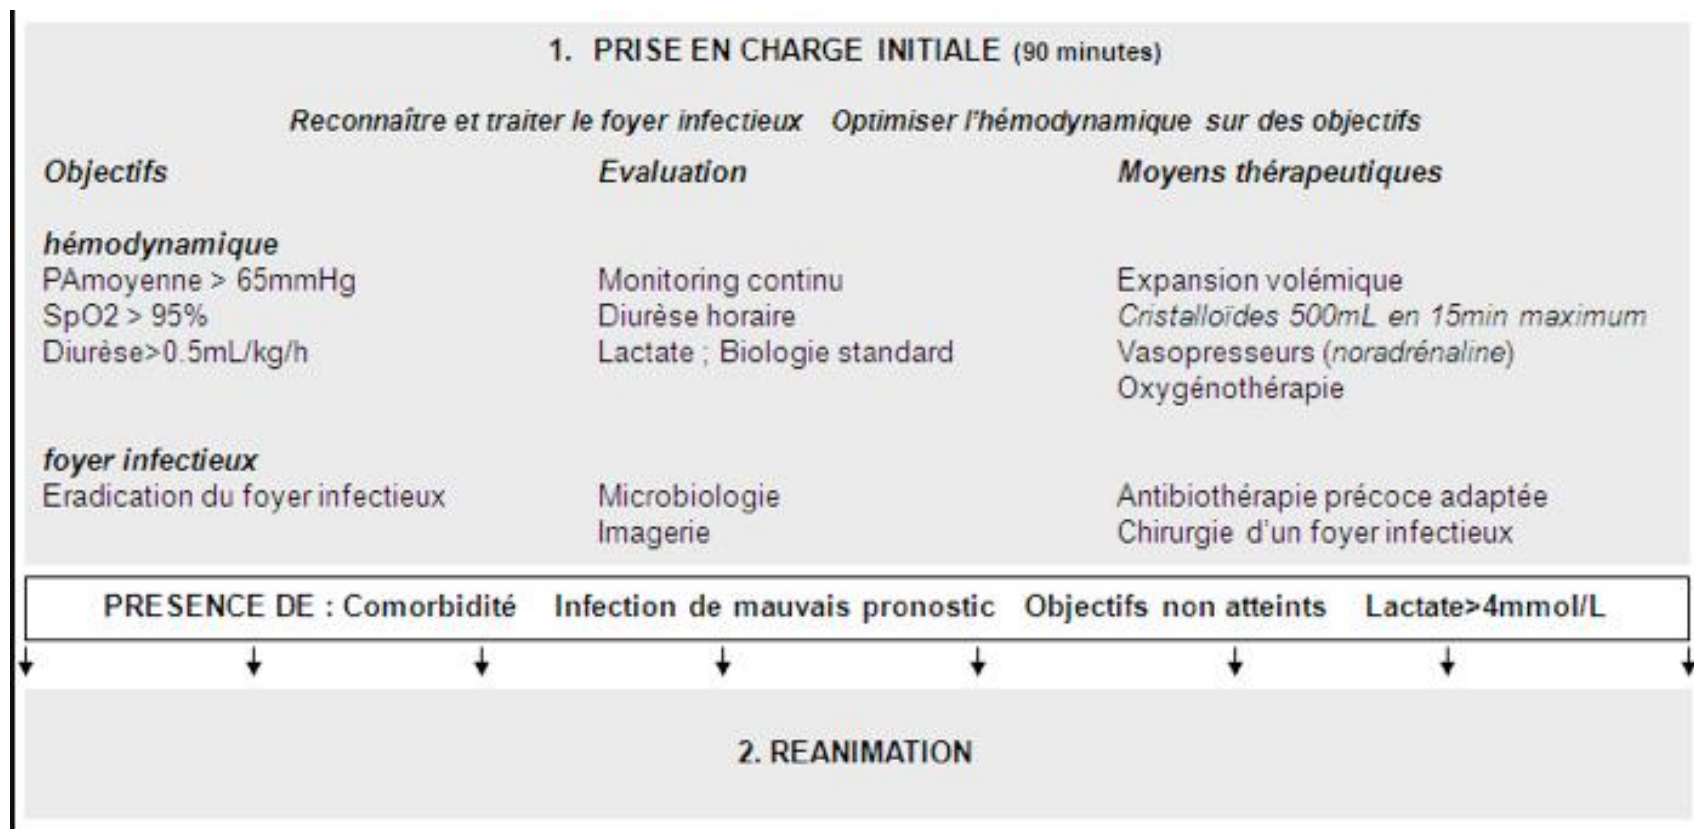 1. PRISE EN CHARGE INITIALE (90 minutes)
Reconnaître et traiter le foyer infectieux Optimiser l'hémodynamique sur des objectifs
Objectifs Evaluation Moyens thérapeutiques
hémodynamique
PAmoyenne > 65mmHg Monitoring continu Expansion volémique
SpO2 > 95% Diurèse horaire Cristalloïdes 500mL en 15min maximum
Diurèse>0.5mL/kg/h Lactate ; Biologie standard Vasopresseurs (noradrénaline)
Oxygénothérapie
foyer infectieux
Eradication du foyer infectieux Microbiologie Antibiothérapie précoce adaptée
Imagerie Chirurgie d'un foyer infectieux
PRESENCE DE : Comorbidité Infection de mauvais pronostic Objectifs non atteints Lactate>4mmol/L
2. REANIMATION